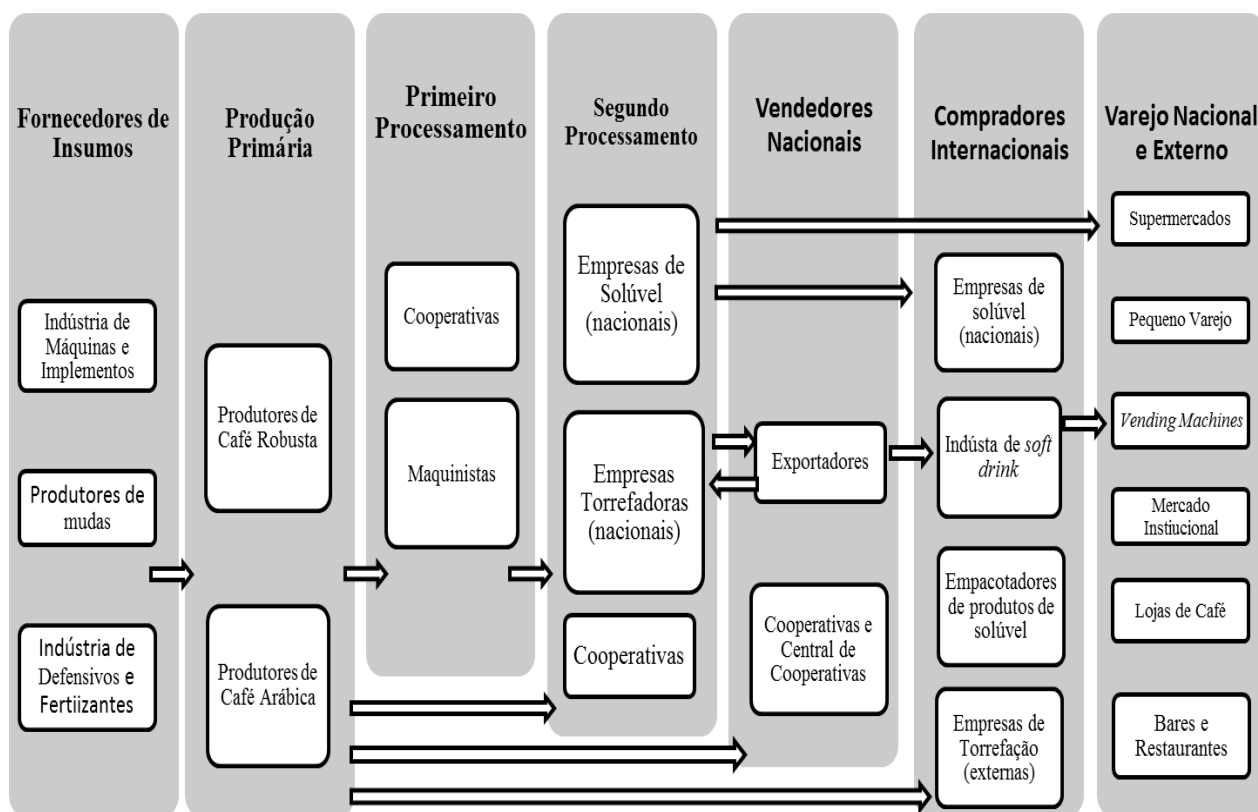 Fornecedores de
Insumos
Indústria de
Máquinas e
Implementos
Produtores de
mudas
Indústria de
Defensivos e
Fertiizantes
Produção
Primária
Produtores de
Café Robusta
Produtores de
Café Arábica
Primeiro
Processamento
Cooperativas
Maquinistas
Segundo
Processamento
Empresas de
Solúvel
(nacionais)
Empresas
Torrefadoras
(nacionais)
Cooperativas
Vendedores
Nacionais
Exportadores
Cooperativas e
Central de
Cooperativas
Compradores
Internacionais
Empresas de
solúvel
(nacionais)
Indústa de soft
drink
Empacotadores
de produtos de
solúvel
Empresas de
Torrefação
(externas)
Varejo Nacional
e Externo
Supermercados
Pequeno Varejo
Vending Machines
Mercado
Instiucional
Lojas de Café
Bares e
Restaurantes